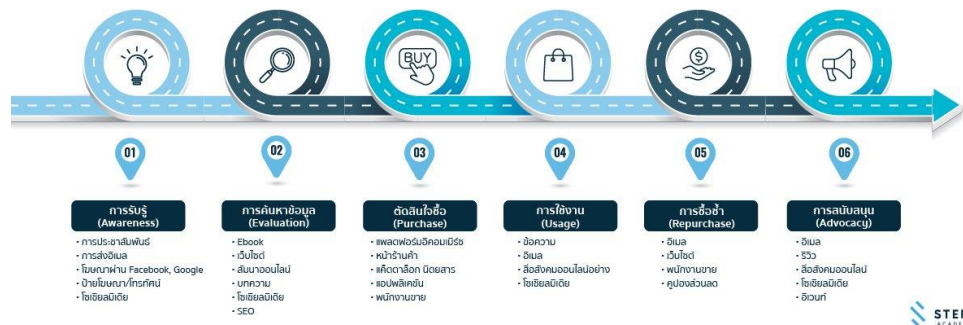 BUY
01
02
03
04
05
06
การรับรู้
(Awareness)
• การประชาสัมพันธ์
• การส่งอีเมล
• โฆษณาผ่าน Facebook, Google
• ป้ายโฆษณา/โทรทัศน์
• โซเชียลมิเดีย
การค้นหาข้อมูล
(Evaluation)
• Ebook
• เว็บไซต์
• สัมนาออนไลน์
• บทความ
• โซเชียลมิเดีย
• SEO
ตัดสินใจซื้อ
(Purchase)
• แพลตฟอร์มอีคอมเมิร์ซ
• หน้าร้านค้า
• แค็ตตาล็อก นิตยสาร
• แอปพลิเคชัน
• พนักงานขาย
การใช้งาน
(Usage)
• ข้อความ
• อีเมล
• สื่อสังคมออนไลน์อย่าง
• โซเชียลมิเดีย
การซื้อซ้ำ
(Repurchase)
• อีเมล
• เว็บไซต์
• พนักงานขาย
• คูปองส่วนลด
การสนับสนุน
(Advocacy)
• อีเมล
• รีวิว
• สื่อสังคมออนไลน์
• โซเชียลมิเดีย
• อีเวนท์